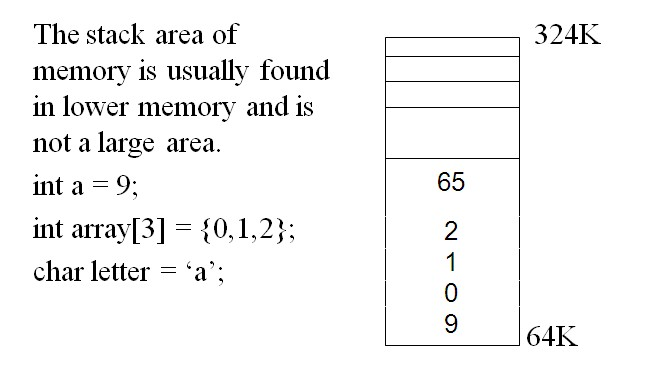 The stack area of
memory is usually found
in lower memory and is
not a large area.
int a = 9;
int array[3] = {0,1,2};
char letter = ‘a’;
324K
65
2
1
0
9
64K